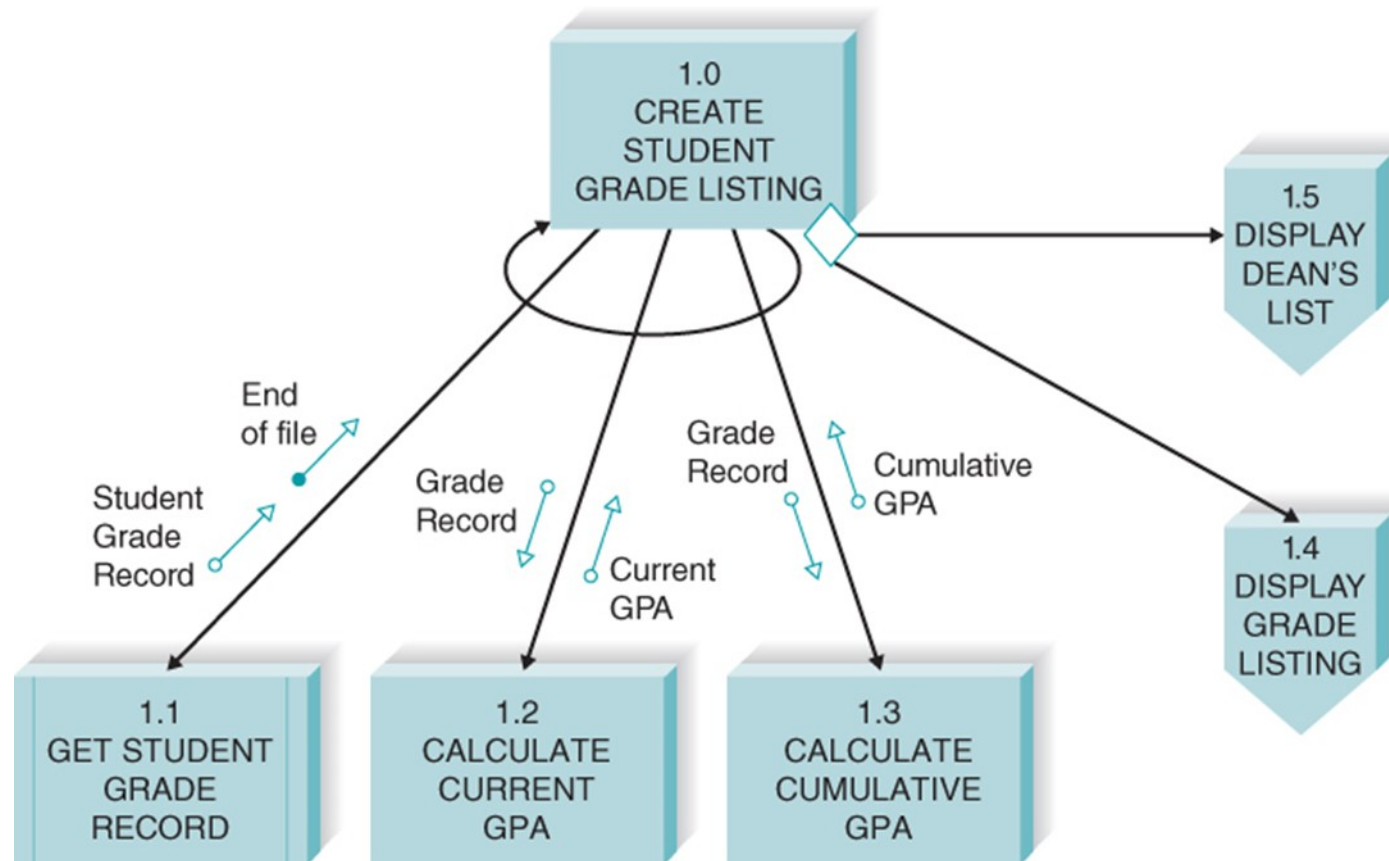 1.0
CREATE
STUDENT
GRADE LISTING
1.5
DISPLAY
DEAN'S
LIST
End
of file
Student
Grade
Record
Grade
Record
Current
GPA
Grade
Record
Cumulative
GPA
1.4
DISPLAY
GRADE
LISTING
1.1
GET STUDENT
GRADE
RECORD
1.2
CALCULATE
CURRENT
GPA
1.3
CALCULATE
CUMULATIVE
GPA